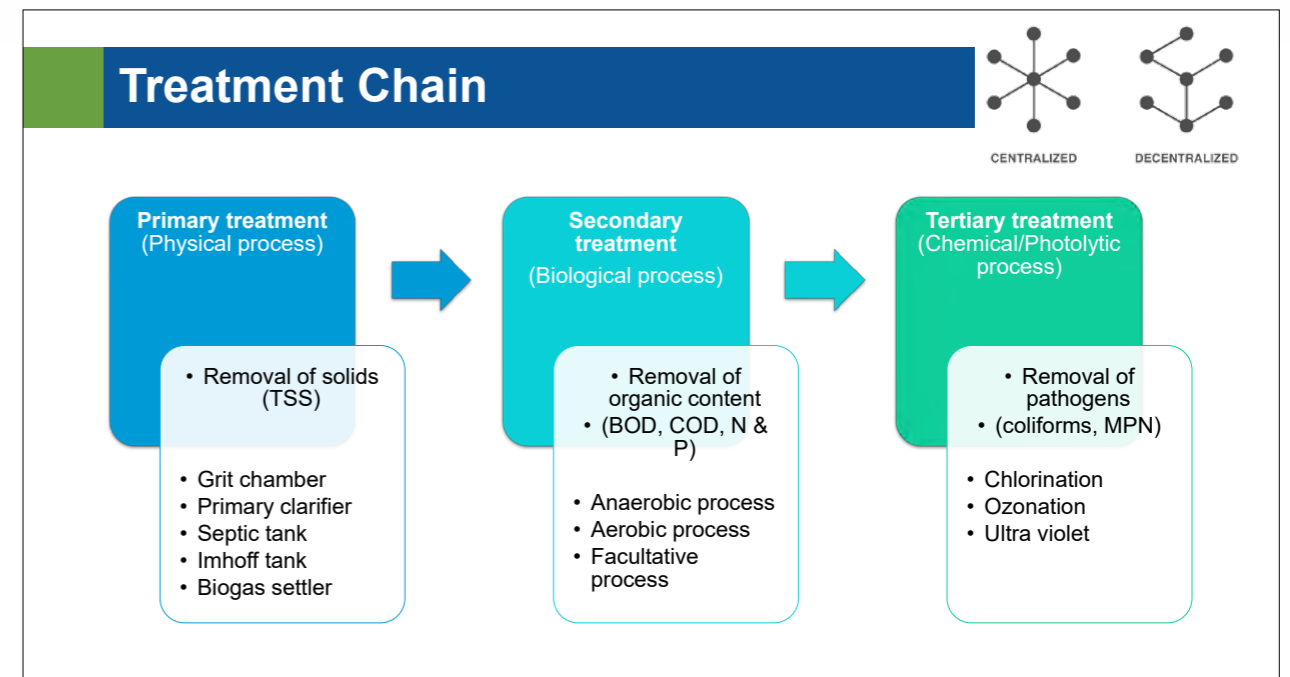 Treatment Chain
CENTRALIZED
DECENTRALIZED
Primary treatment
(Physical process)
• Removal of solids
(TSS)
• Grit chamber
• Primary clarifier
• Septic tank
• Imhoff tank
• Biogas settler
Secondary
treatment
(Biological process)
• Removal of
organic content
• (BOD, COD, N &
P)
• Anaerobic process
• Aerobic process
• Facultative
process
Tertiary treatment
(Chemical/Photolytic
process)
• Removal of
pathogens
• (coliforms, MPN)
• Chlorination
• Ozonation
• Ultra violet